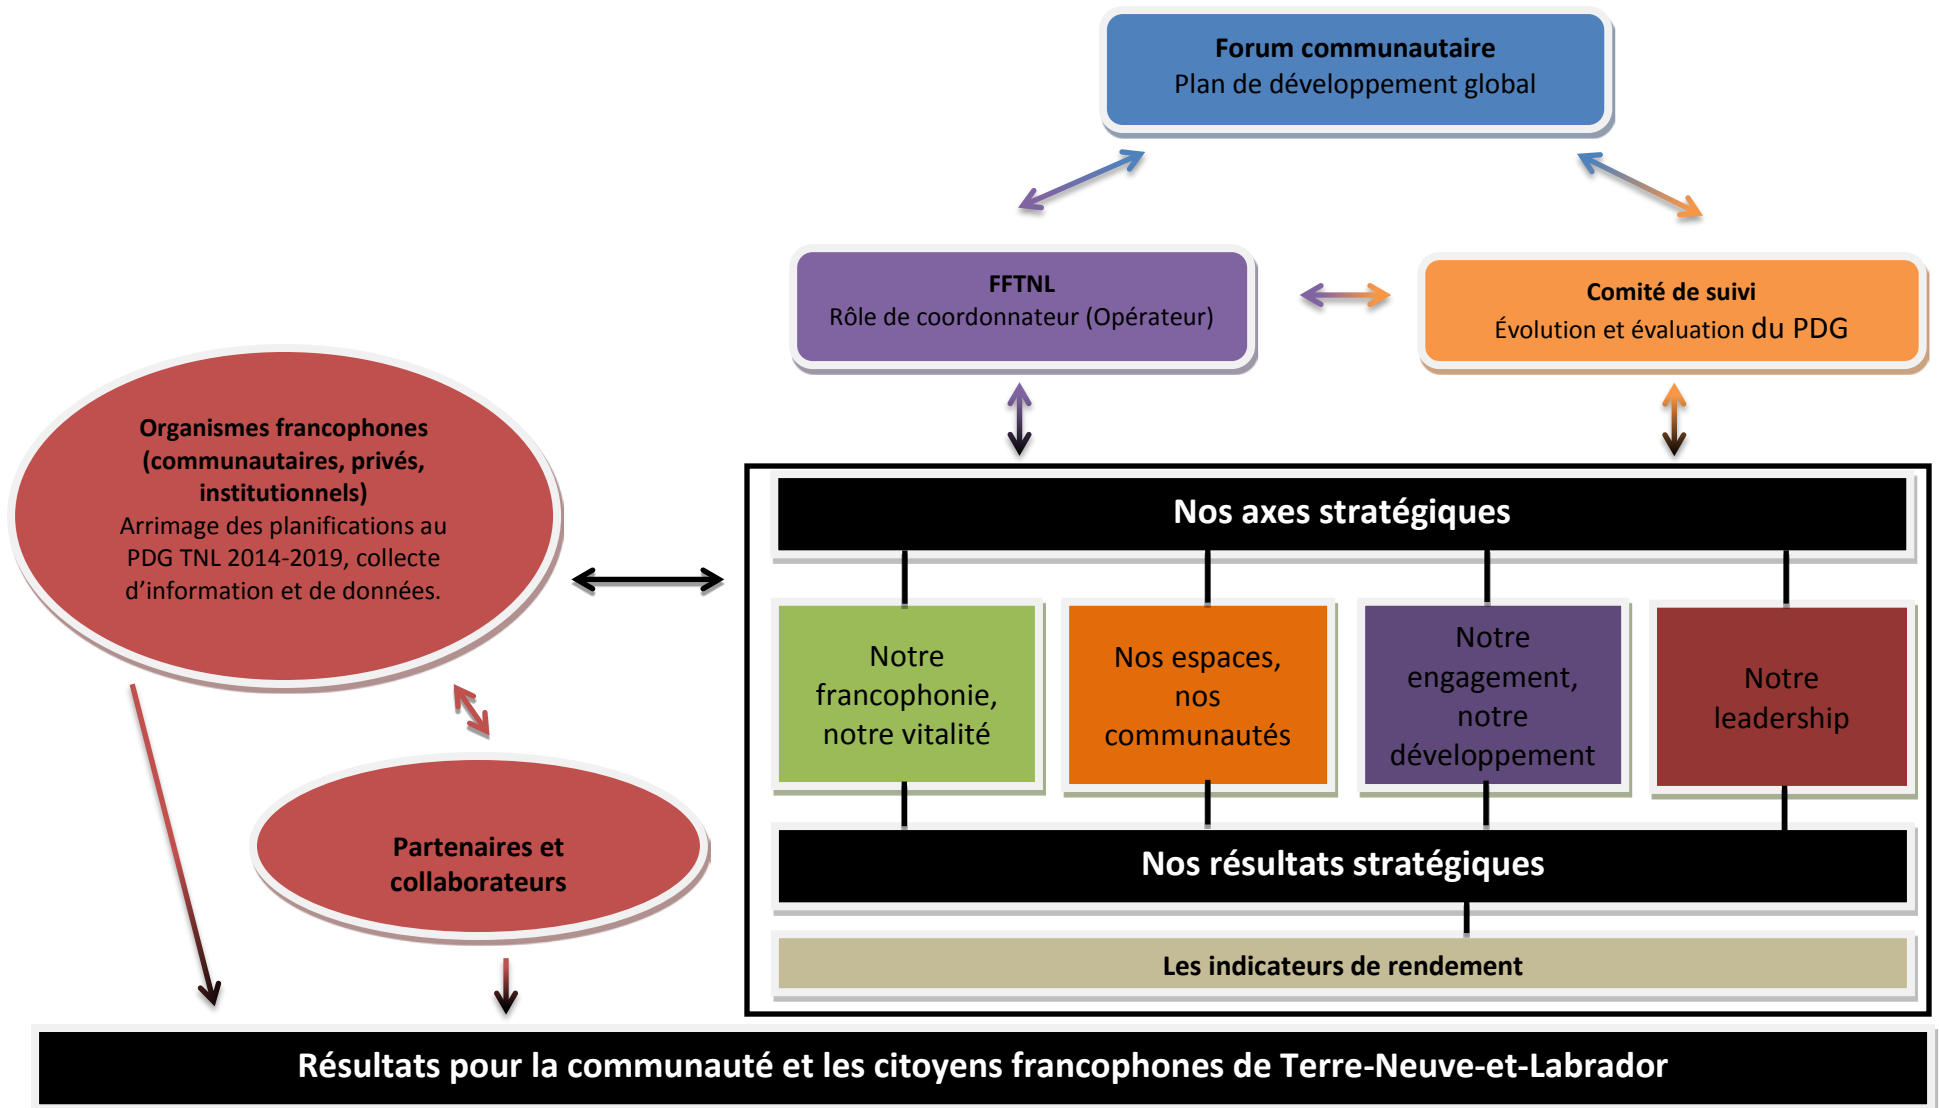 Forum communautaire
Plan de développement global
FFTNL
Rôle de coordonnateur (Opérateur)
Comité de suivi
Évolution et évaluation du PDG
Organismes francophones
(communautaires, privés,
institutionnels)
Arrimage des planifications au
PDG TNL 2014-2019, collecte
d’information et de données.
Partenaires et
collaborateurs
Nos axes stratégiques
Notre
francophonie,
notre vitalité
Nos espaces,
nos
communautés
Notre
engagement,
notre
développement
Notre
leadership
Nos résultats stratégiques
Les indicateurs de rendement
Résultats pour la communauté et les citoyens francophones de Terre-Neuve-et-Labrador